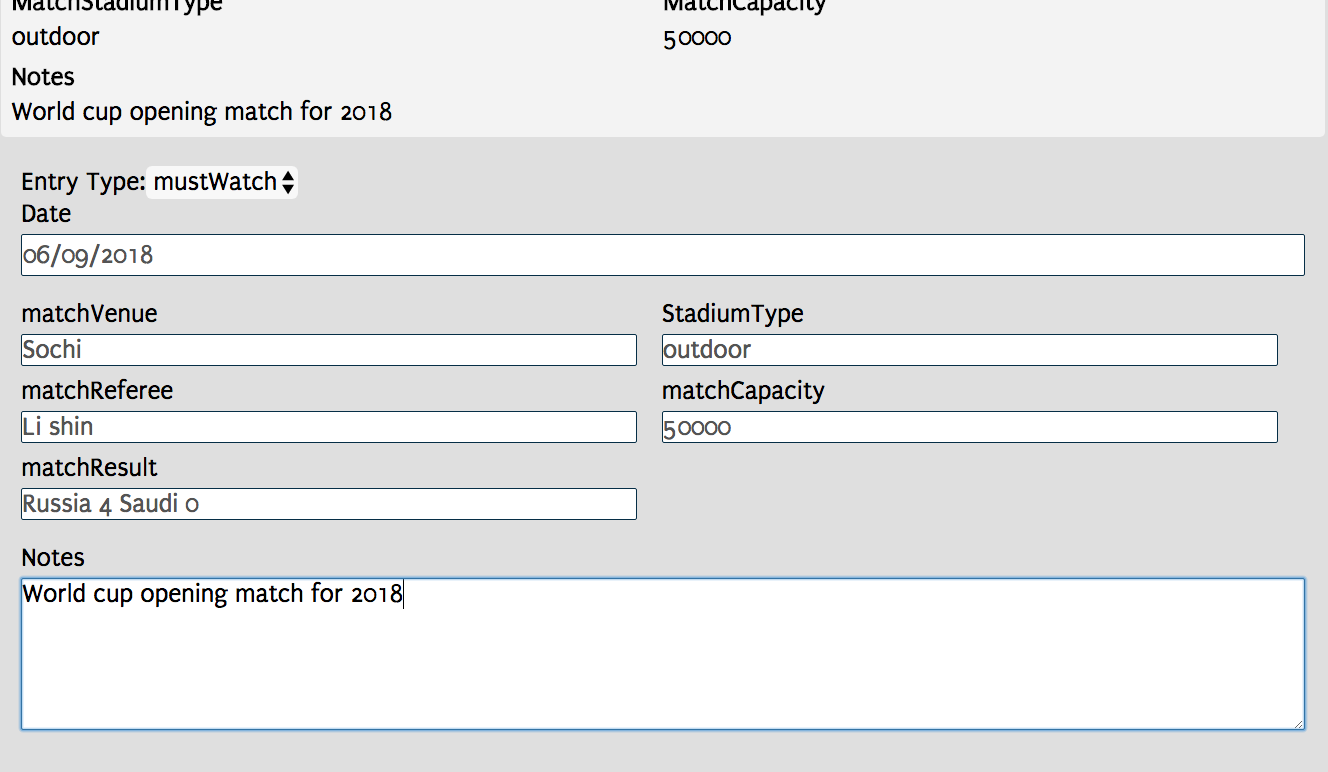 MatchStadiumType MatchCapacity
outdoor 50000
Notes
World cup opening match for 2018
Entry Type: mustWatch
Date
06/09/2018
matchVenue StadiumType
Sochi outdoor
matchReferee matchCapacity
Li shin 50000
matchResult
Russia 4 Saudi 0
Notes
World cup opening match for 2018